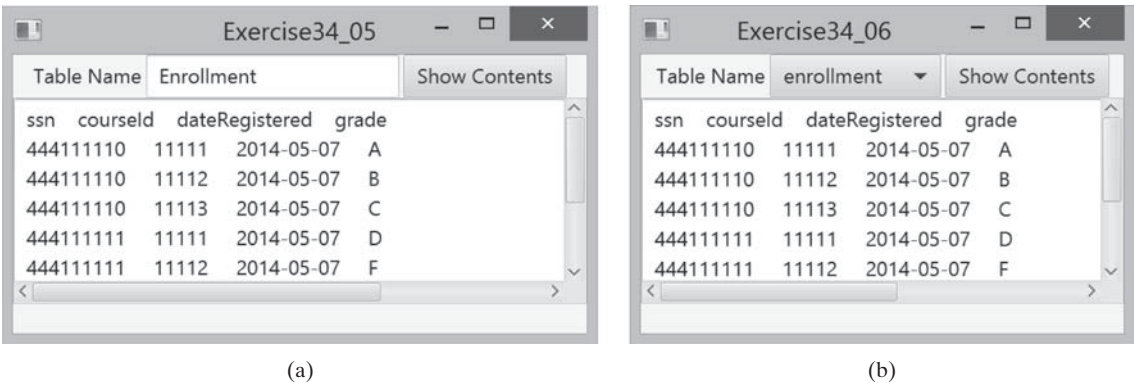 Exercise34_05
Table Name Enrollment Show Contents
ssn courseId dateRegistered grade
444111110 11111 2014-05-07 A
444111110 11112 2014-05-07 B
444111110 11113 2014-05-07 C
444111111 11111 2014-05-07 D
444111111 11112 2014-05-07 F
(a)
Exercise34_06
Table Name enrollment Show Contents
ssn courseId dateRegistered grade
444111110 11111 2014-05-07 A
444111110 11112 2014-05-07 B
444111110 11113 2014-05-07 C
444111111 11111 2014-05-07 D
444111111 11112 2014-05-07 F
(b)